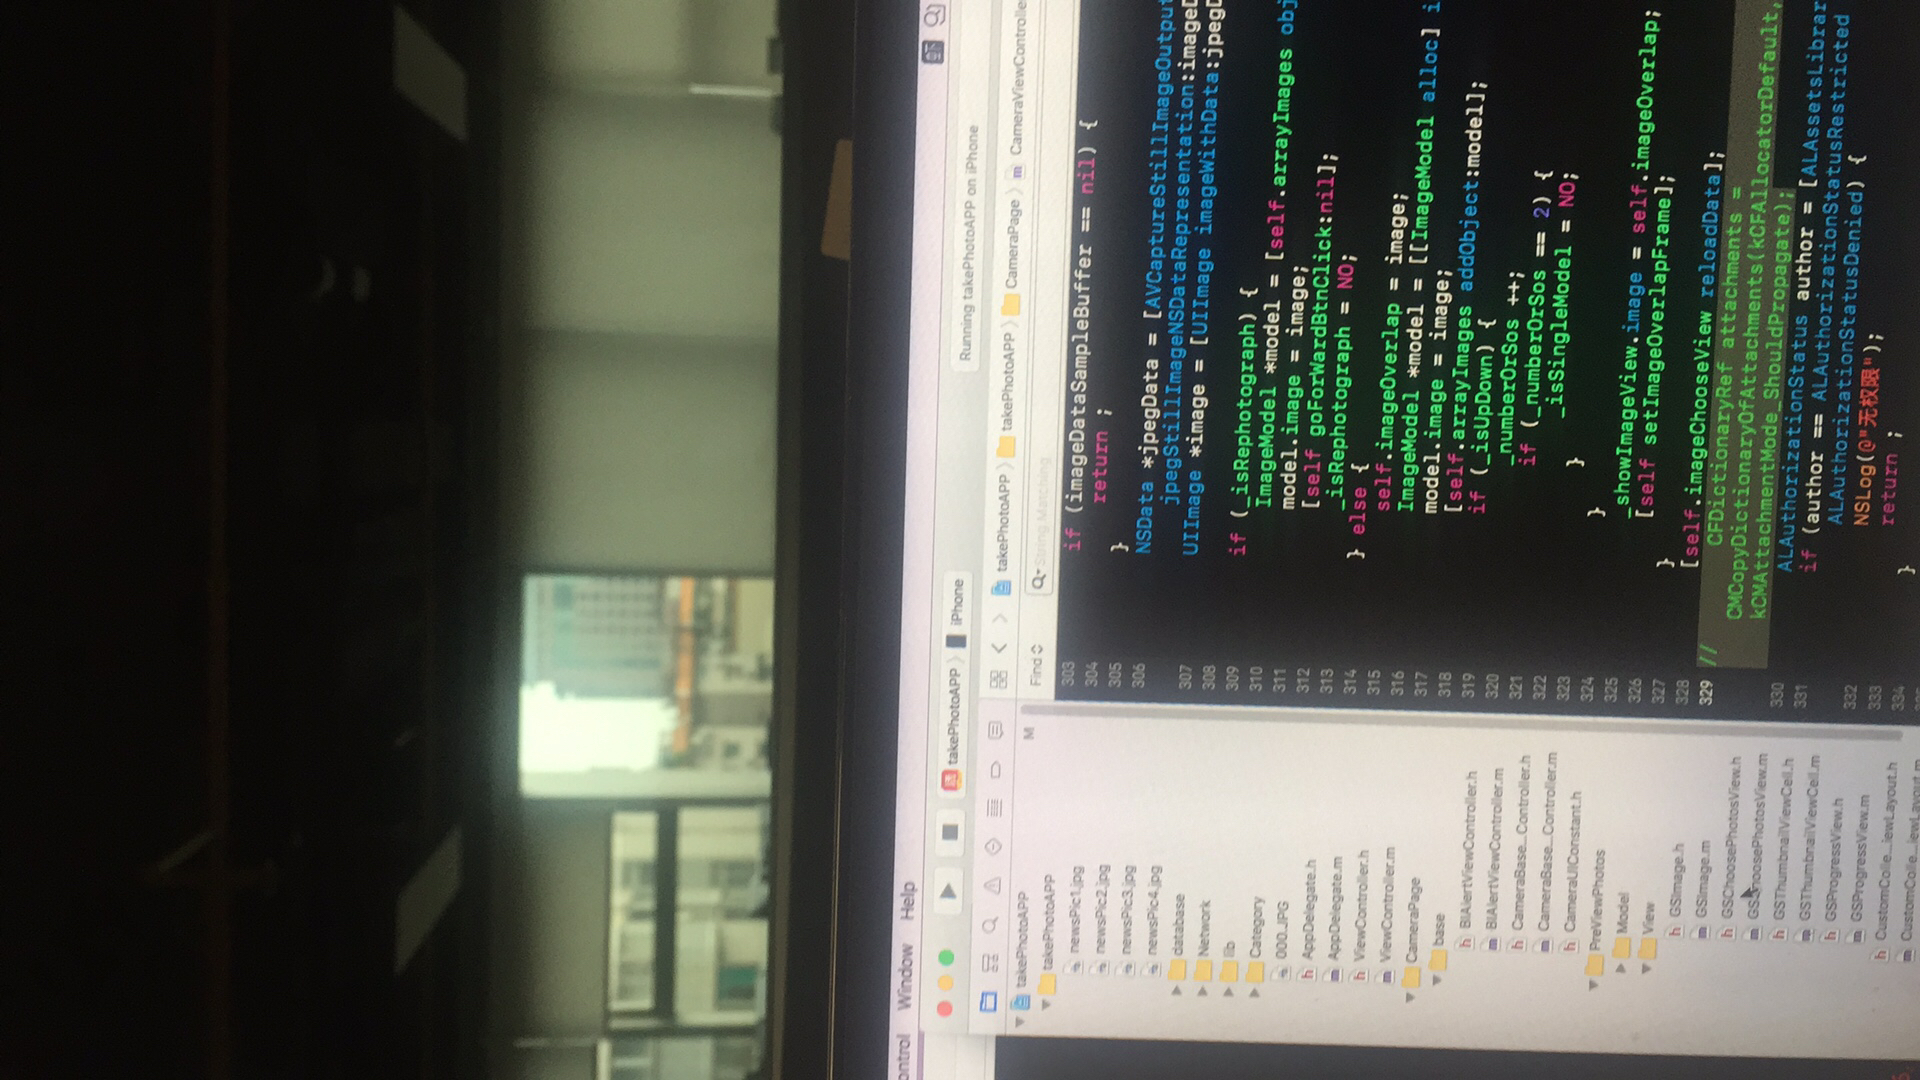 ontrol Window Help
takePhotoAPP iPhone
Running takePhotoAPP on iPhone
takePhotoAPP M
takePhotoAPP
newsPic1.jpg
newsPic2.jpg
newsPic3.jpg
newsPic4.jpg
database
Network
lib
Category
000.JPG
AppDelegate.h
AppDelegate.m
ViewController.h
ViewController.m
CameraPage
base
BIAlertViewController.h
BIAlertViewController.m
CameraBase...Controller.h
CameraBase...Controller.m
CameraUIConstant.h
PreViewPhotos
Model
View
GSImage.h
GSImage.m
GSChoosePhotosView.h
GSChoosePhotosView.m
GSThumbnailViewCell.h
GSThumbnailViewCell.m
GSProgressView.h
GSProgressView.m
CustomColle...iewLayout.h
CustomColle...iewLayout.m
takePhotoAPP takePhotoAPP CameraPage CameraViewControlle
Find String Matching
303 if (imageDataSampleBuffer == nil) {
304 return ;
305 }
306 NSData *jpegData = [AVCaptureStillImageOutput
jpegStillImageNSDataRepresentation:imageD
307 UIImage *image = [UIImage imageWithData:jpegD
308
309 if (_isRephotograph) {
310 ImageModel *model = [self.arrayImages obj
311 model.image = image;
312 [self goForWardBtnClick:nil];
313 _isRephotograph = NO;
314 } else {
315 self.imageOverlap = image;
316 ImageModel *model = [[ImageModel alloc] i
317 model.image = image;
318 [self.arrayImages addObject:model];
319 if (_isUpDown) {
320 _numberOrSos ++;
321 if (_numberOrSos == 2) {
322 _isSingleModel = NO;
323 }
324 }
325 _showImageView.image = self.imageOverlap;
326 [self setImageOverlapFrame];
327 }
328 [self.imageChooseView reloadData];
329 // CFDictionaryRef attachments =
CMCopyDictionaryOfAttachments(kCFAllocatorDefault,
kCMAttachmentMode_ShouldPropagate);
330 ALAuthorizationStatus author = [ALAssetsLibrar
331 if (author == ALAuthorizationStatusRestricted
ALAuthorizationStatusDenied) {
332 NSLog(@"无权限");
333 return ;
334 }